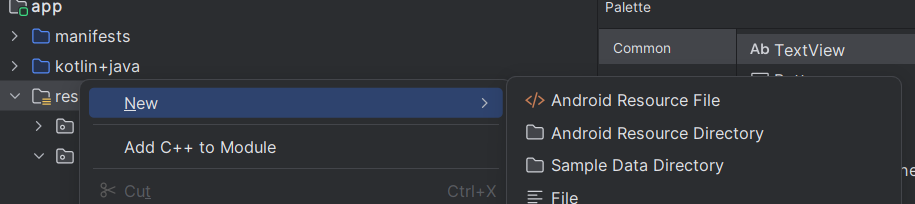 app
Palette
manifests
Common
Ab TextView
kotlin+java
res
New
Android Resource File
Android Resource Directory
Add C++ to Module
Sample Data Directory
Cut
Ctrl+X
File